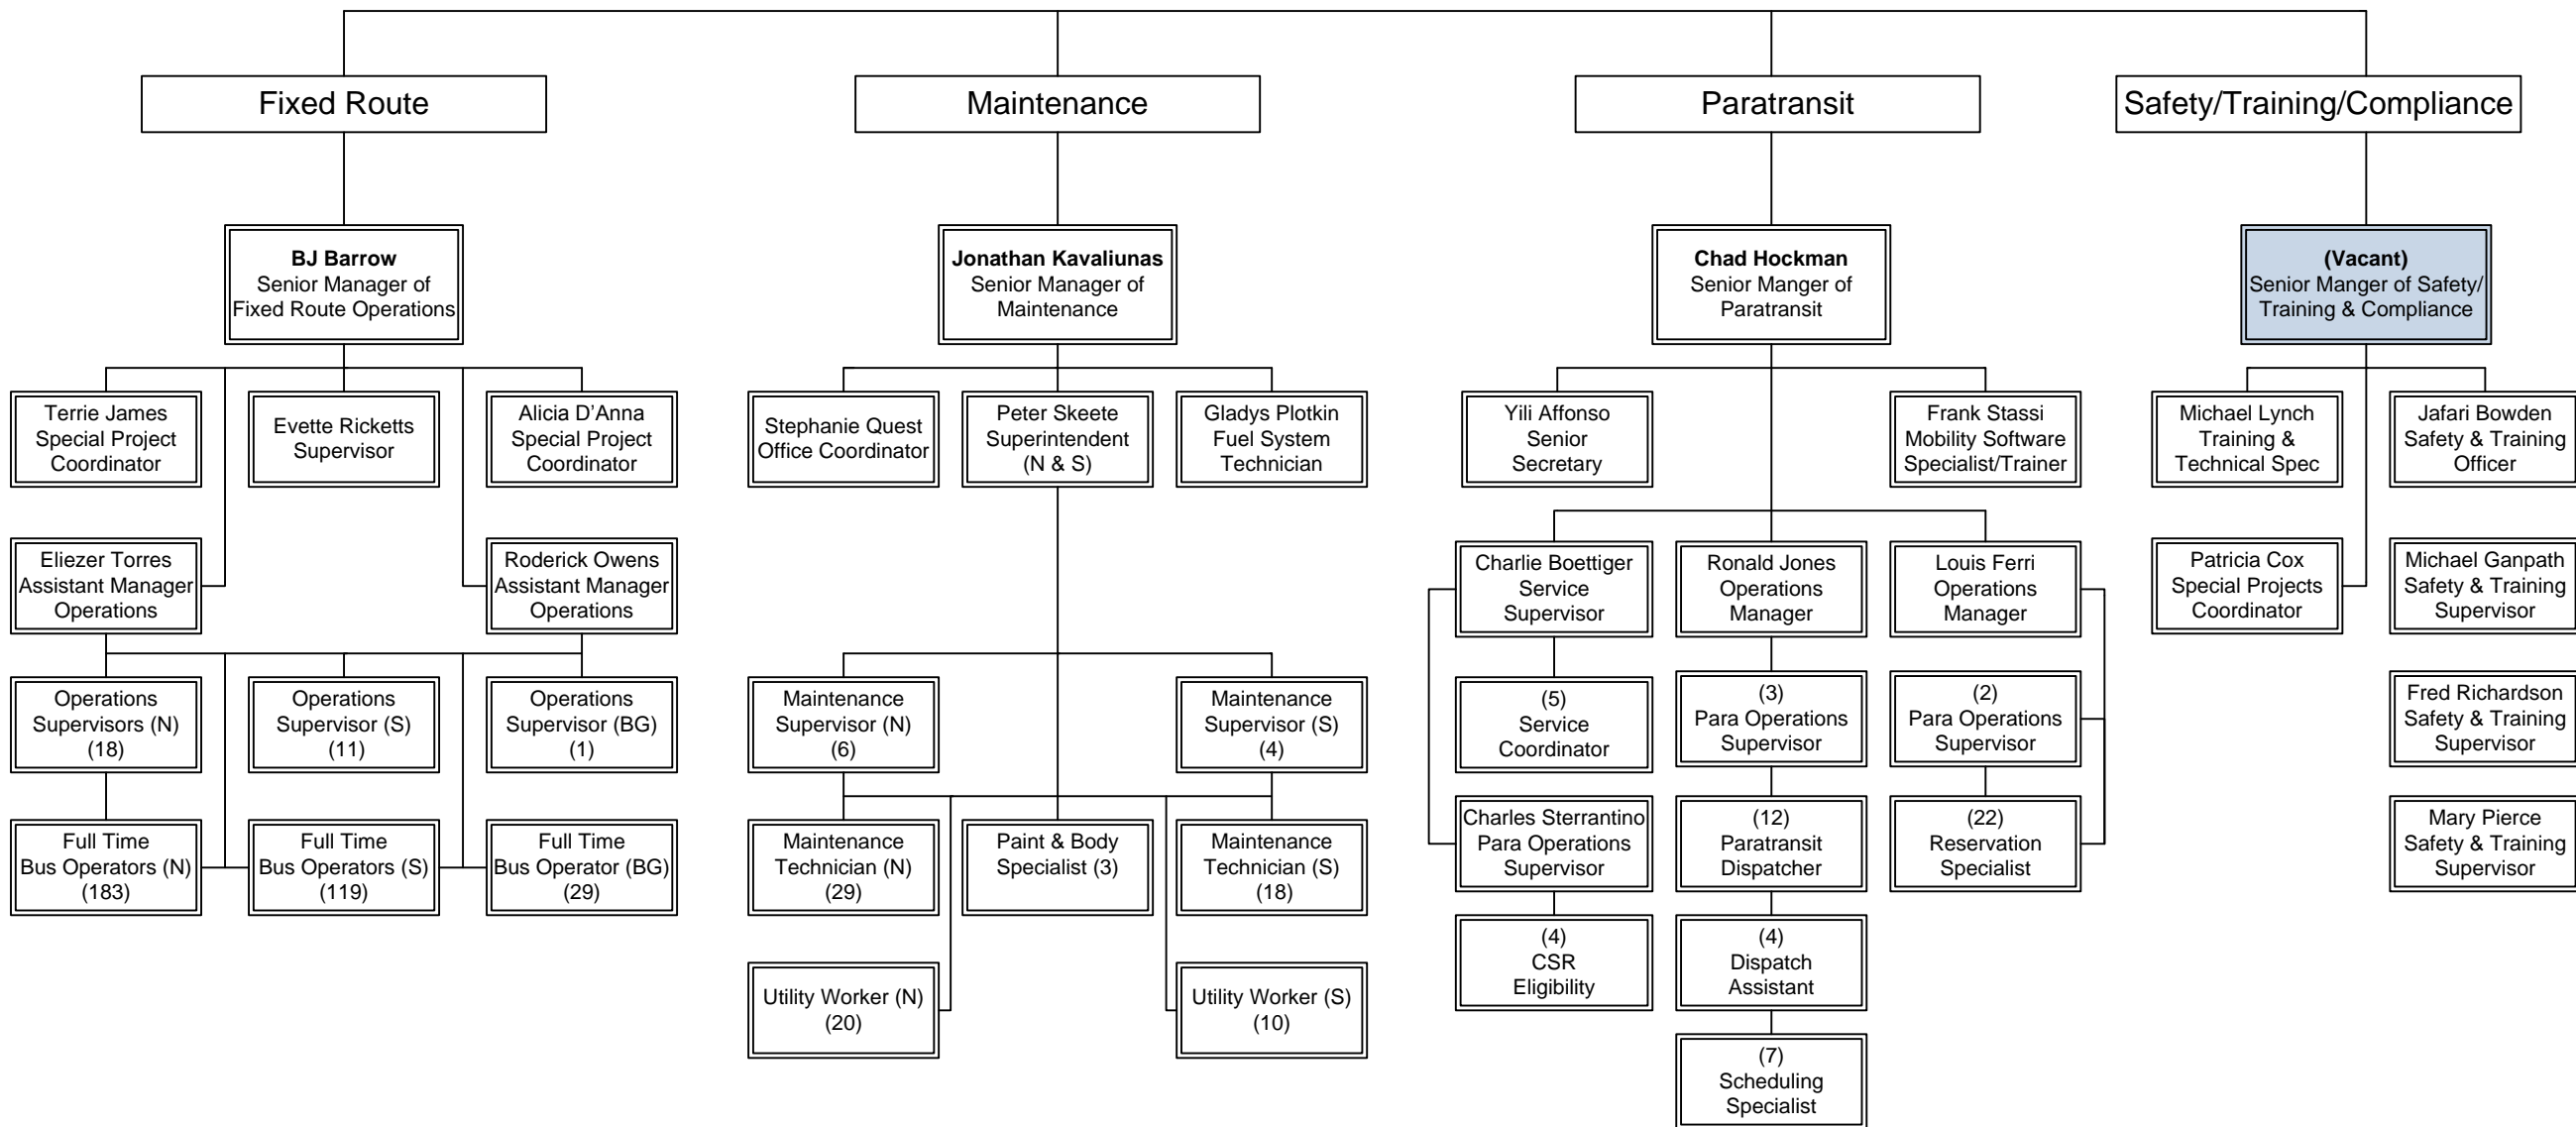 Fixed Route
Maintenance
Paratransit
Safety/Training/Compliance
BJ Barrow
Senior Manager of
Fixed Route Operations
Jonathan Kavaliunas
Senior Manager of
Maintenance
Chad Hockman
Senior Manger of
Paratransit
(Vacant)
Senior Manger of Safety/
Training & Compliance
Terrie James
Special Project
Coordinator
Evette Ricketts
Supervisor
Alicia D’Anna
Special Project
Coordinator
Stephanie Quest
Office Coordinator
Peter Skeete
Superintendent
(N & S)
Gladys Plotkin
Fuel System
Technician
Yili Affonso
Senior
Secretary
Frank Stassi
Mobility Software
Specialist/Trainer
Michael Lynch
Training &
Technical Spec
Jafari Bowden
Safety & Training
Officer
Eliezer Torres
Assistant Manager
Operations
Roderick Owens
Assistant Manager
Operations
Charlie Boettiger
Service
Supervisor
Ronald Jones
Operations
Manager
Louis Ferri
Operations
Manager
Patricia Cox
Special Projects
Coordinator
Michael Ganpath
Safety & Training
Supervisor
Operations
Supervisors (N)
(18)
Operations
Supervisor (S)
(11)
Operations
Supervisor (BG)
(1)
Maintenance
Supervisor (N)
(6)
Maintenance
Supervisor (S)
(4)
(5)
Service
Coordinator
(3)
Para Operations
Supervisor
(2)
Para Operations
Supervisor
Fred Richardson
Safety & Training
Supervisor
Full Time
Bus Operators (N)
(183)
Full Time
Bus Operators (S)
(119)
Full Time
Bus Operator (BG)
(29)
Maintenance
Technician (N)
(29)
Paint & Body
Specialist (3)
Maintenance
Technician (S)
(18)
Charles Sterrantino
Para Operations
Supervisor
(12)
Paratransit
Dispatcher
(22)
Reservation
Specialist
Mary Pierce
Safety & Training
Supervisor
Utility Worker (N)
(20)
Utility Worker (S)
(10)
(4)
CSR
Eligibility
(4)
Dispatch
Assistant
(7)
Scheduling
Specialist